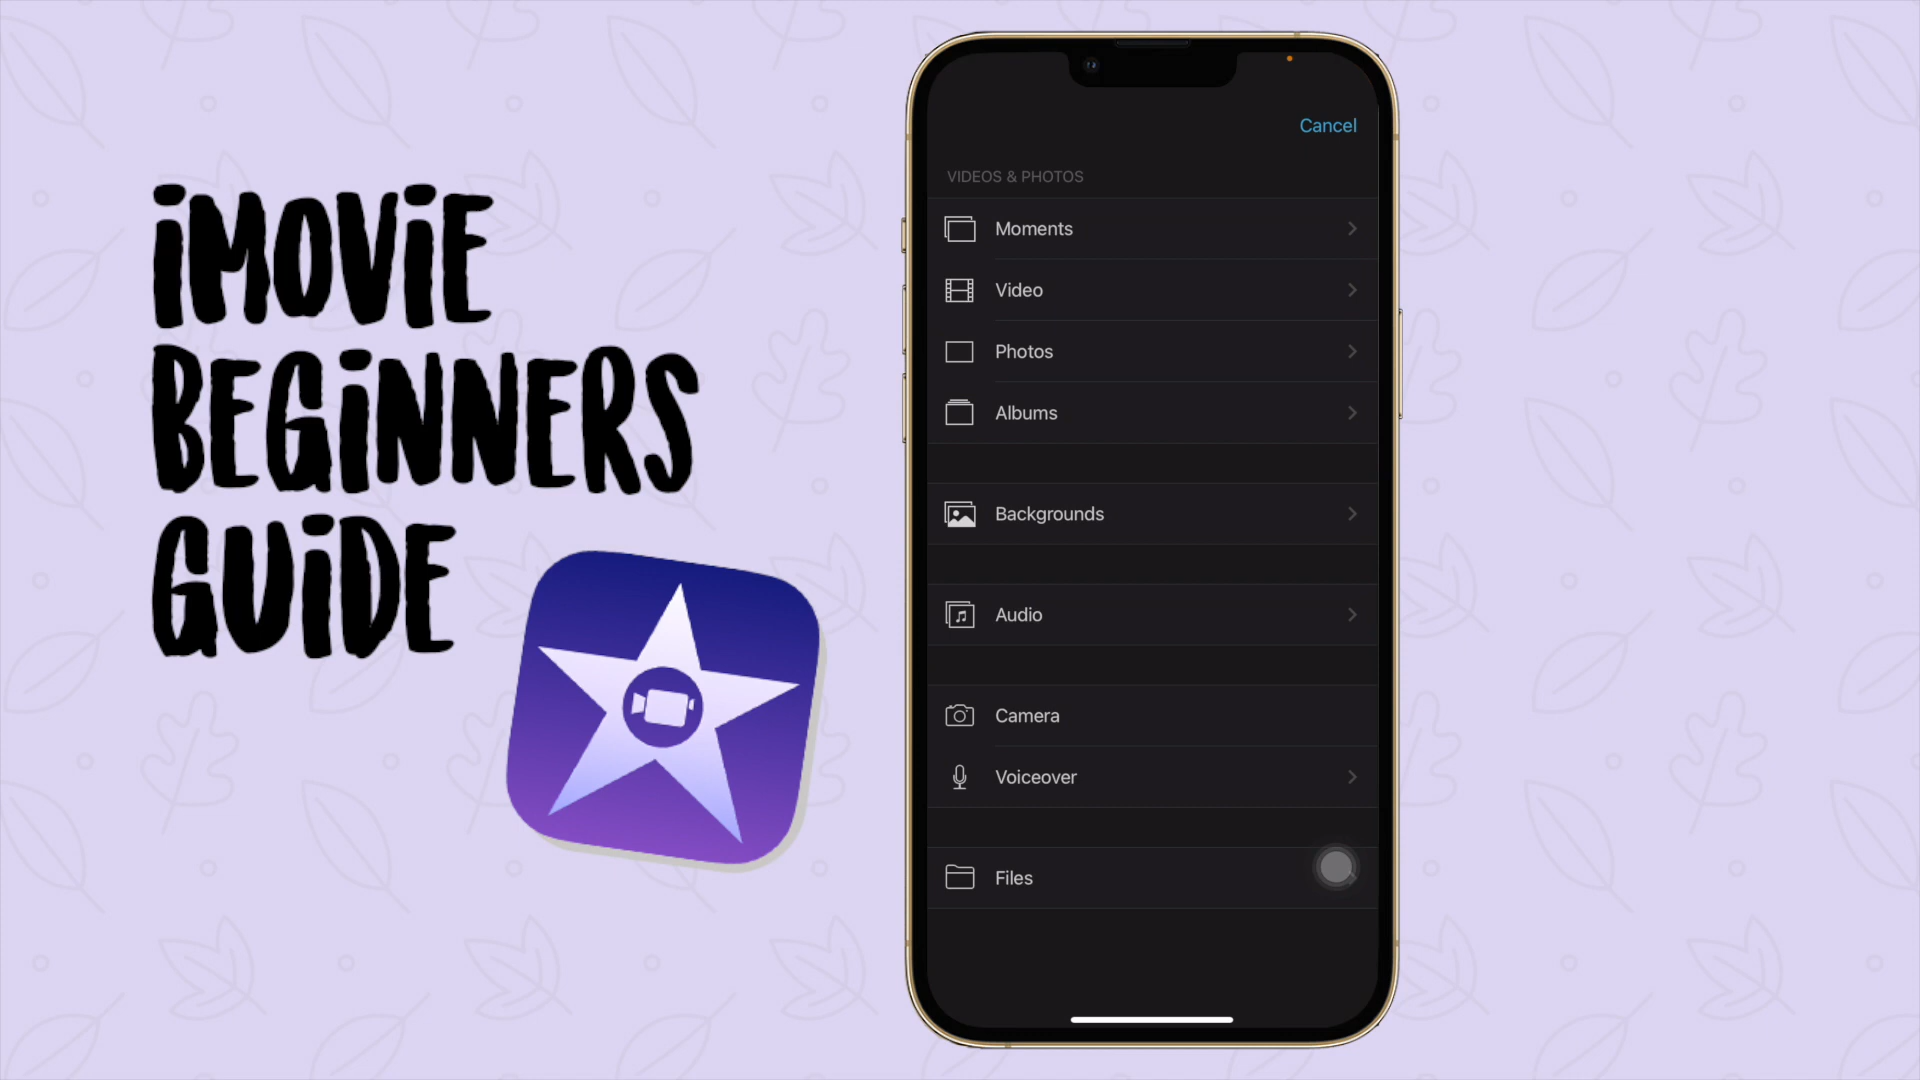 iMOViE
BEGiNNERS
GUiDE
Cancel
VIDEOS & PHOTOS
Moments
Video
Photos
Albums
Backgrounds
Audio
Camera
Voiceover
Files